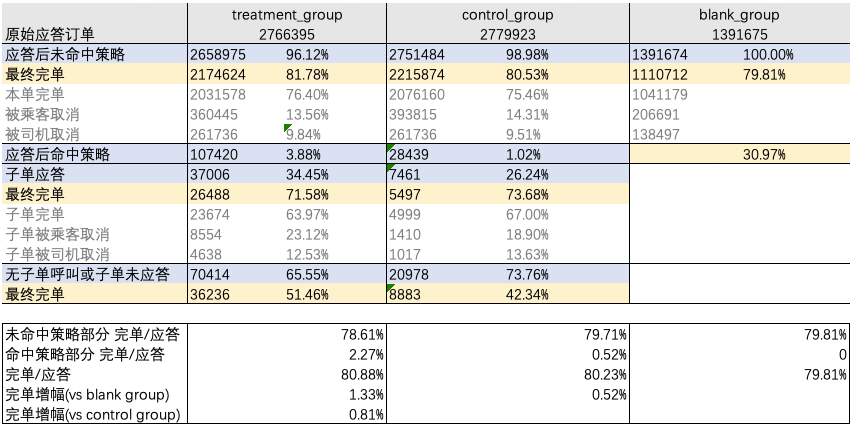 treatment_group control_group blank_group
原始应答订单 2766395 2779923 1391675
应答后未命中策略 2658975 96.12% 2751484 98.98% 1391674 100.00%
最终完单 2174624 81.78% 2215874 80.53% 1110712 79.81%
本单完单 2031578 76.40% 2076160 75.46% 1041179
被乘客取消 360445 13.56% 393815 14.31% 206691
被司机取消 261736 9.84% 261736 9.51% 138497
应答后命中策略 107420 3.88% 28439 1.02% 30.97%
子单应答 37006 34.45% 7461 26.24%
最终完单 26488 71.58% 5497 73.68%
子单完单 23674 63.97% 4999 67.00%
子单被乘客取消 8554 23.12% 1410 18.90%
子单被司机取消 4638 12.53% 1017 13.63%
无子单呼叫或子单未应答 70414 65.55% 20978 73.76%
最终完单 36236 51.46% 8883 42.34%
未命中策略部分 完单/应答 78.61% 79.71% 79.81%
命中策略部分 完单/应答 2.27% 0.52% 0
完单/应答 80.88% 80.23% 79.81%
完单增幅(vs blank group) 1.33% 0.52%
完单增幅(vs control group) 0.81%